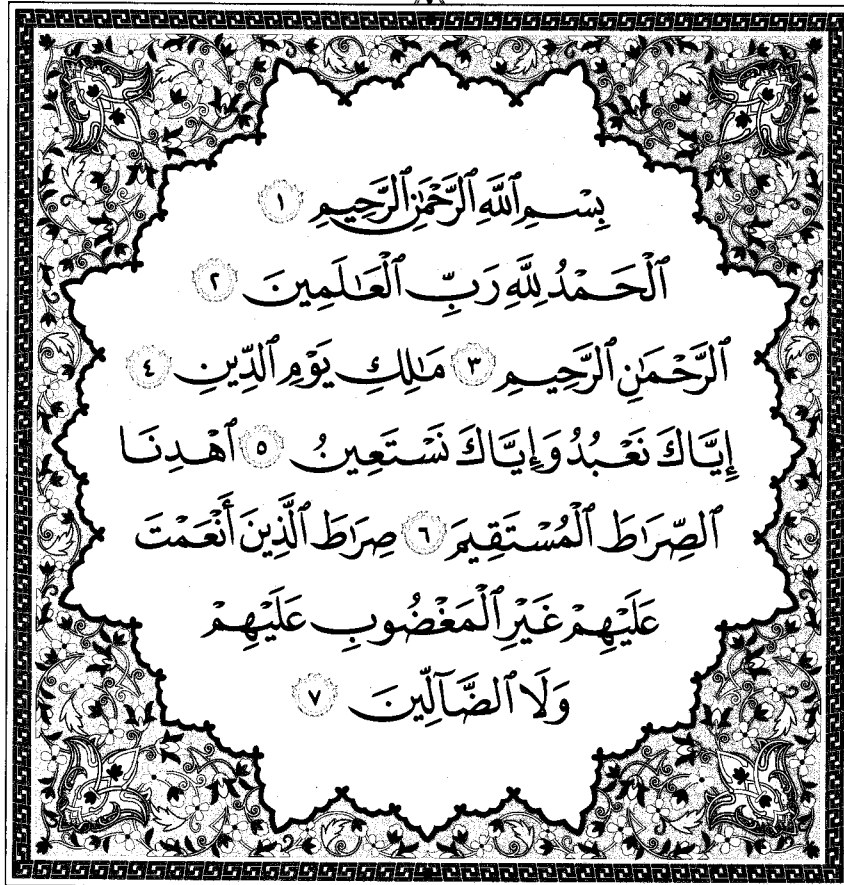 بِسْمِ ٱللَّهِ ٱلرَّحْمَٰنِ ٱلرَّحِيمِ ١
ٱلْحَمْدُ لِلَّهِ رَبِّ ٱلْعَٰلَمِينَ ٢
ٱلرَّحْمَٰنِ ٱلرَّحِيمِ ٣ مَٰلِكِ يَوْمِ ٱلدِّينِ ٤
إِيَّاكَ نَعْبُدُ وَإِيَّاكَ نَسْتَعِينُ ٥ ٱهْدِنَا
ٱلصِّرَٰطَ ٱلْمُسْتَقِيمَ ٦ صِرَٰطَ ٱلَّذِينَ أَنْعَمْتَ
عَلَيْهِمْ غَيْرِ ٱلْمَغْضُوبِ عَلَيْهِمْ
وَلَا ٱلضَّآلِّينَ ٧